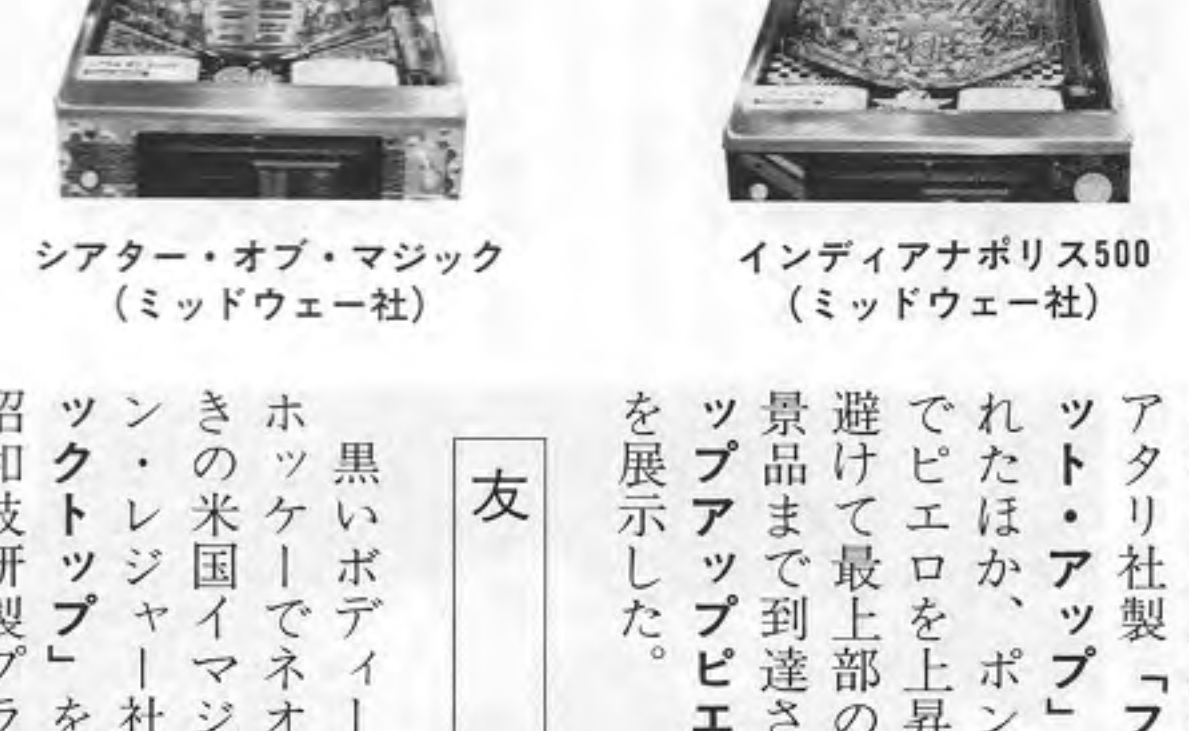 シアター・オブ・マジック
（ミッドウェー社）
インディアナポリス500
（ミッドウェー社）
アタリ社製「フ
ット・アップ」
れたほか、ポン
でピエロを上昇
避けて最上部の
景品まで到達さ
ップアップピエ
を展示した。
友
黒いボディー
ホッケーでネオ
きの米国イマジ
ン・レジャー社
ックトップ」を
昭和技研製プラ